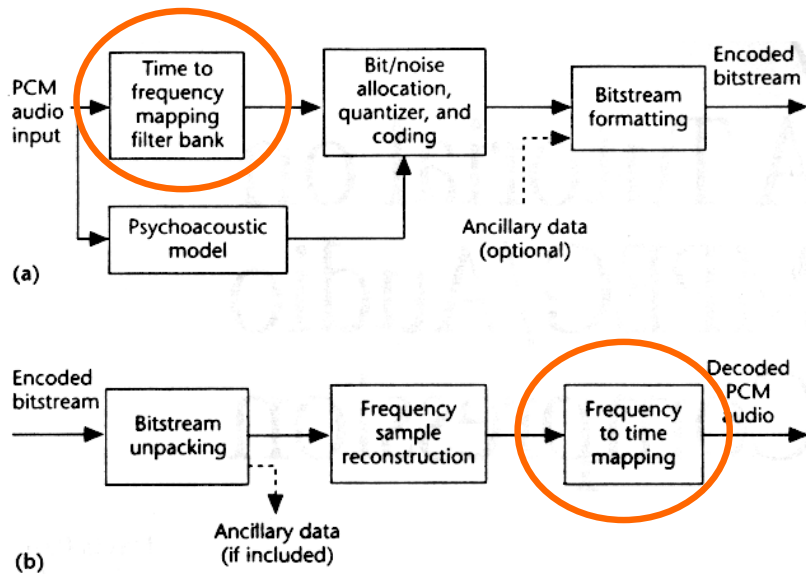 PCM
audio
input
Time to
frequency
mapping
filter bank
Bit/noise
allocation,
quantizer, and
coding
Bitstream
formatting
Encoded
bitstream
Psychoacoustic
model
Ancillary data
(optional)
(a)
Encoded
bitstream
Bitstream
unpacking
Frequency
sample
reconstruction
Frequency
to time
mapping
Decoded
PCM
audio
Ancillary data
(if included)
(b)